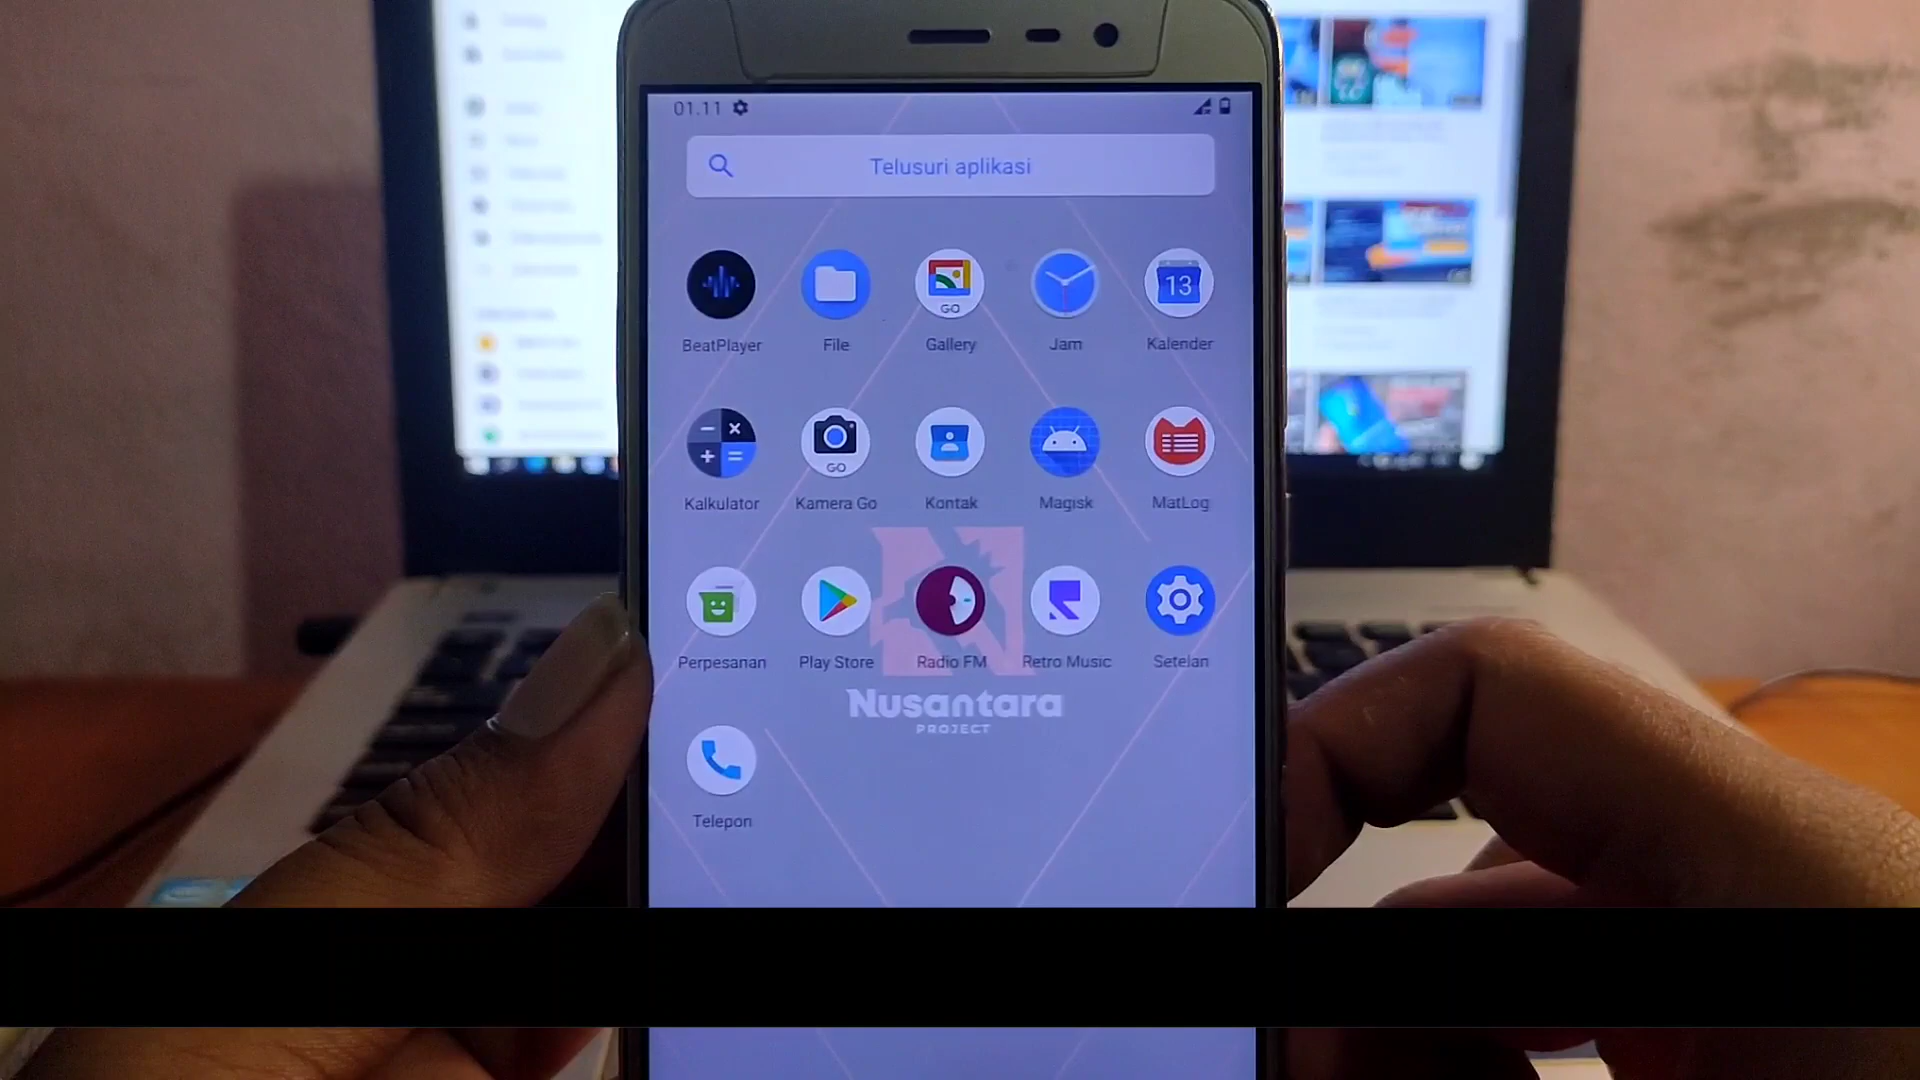 01.11
Telusuri aplikasi
BeatPlayer File Gallery Jam Kalender
GO
13
Kalkulator Kamera Go Kontak Magisk MatLog
GO
Perpesanan Play Store Radio FM Retro Music Setelan
Nusantara
PROJECT
Telepon